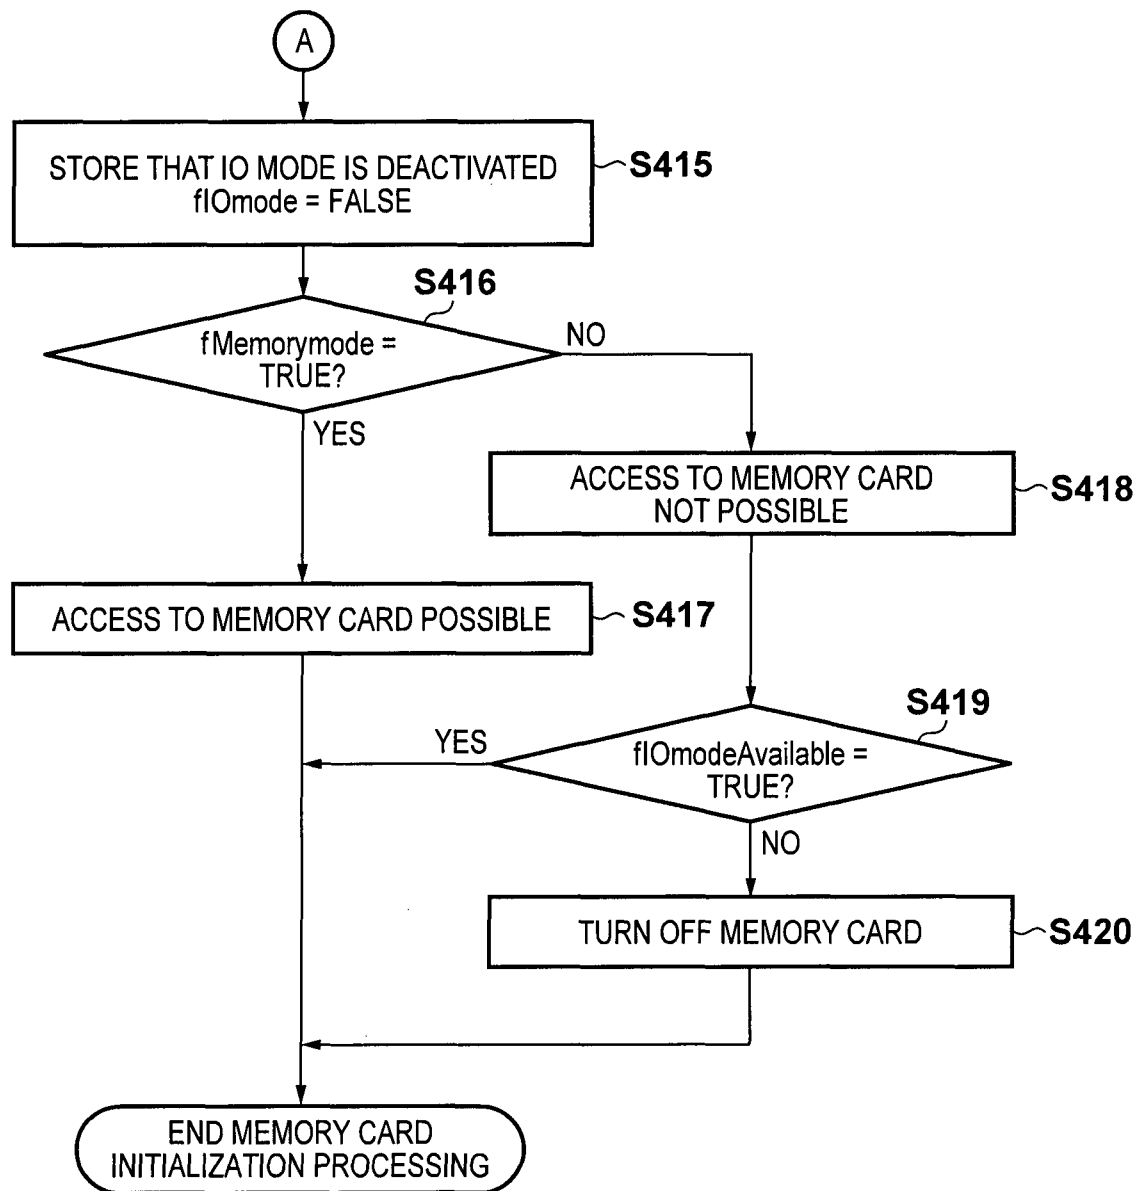 A
STORE THAT IO MODE IS DEACTIVATED
fIOmode = FALSE
S415
S416
fMemorymode =
TRUE?
NO
YES
ACCESS TO MEMORY CARD
NOT POSSIBLE
S418
ACCESS TO MEMORY CARD POSSIBLE
S417
S419
YES
fIOmodeAvailable =
TRUE?
NO
TURN OFF MEMORY CARD
S420
END MEMORY CARD
INITIALIZATION PROCESSING